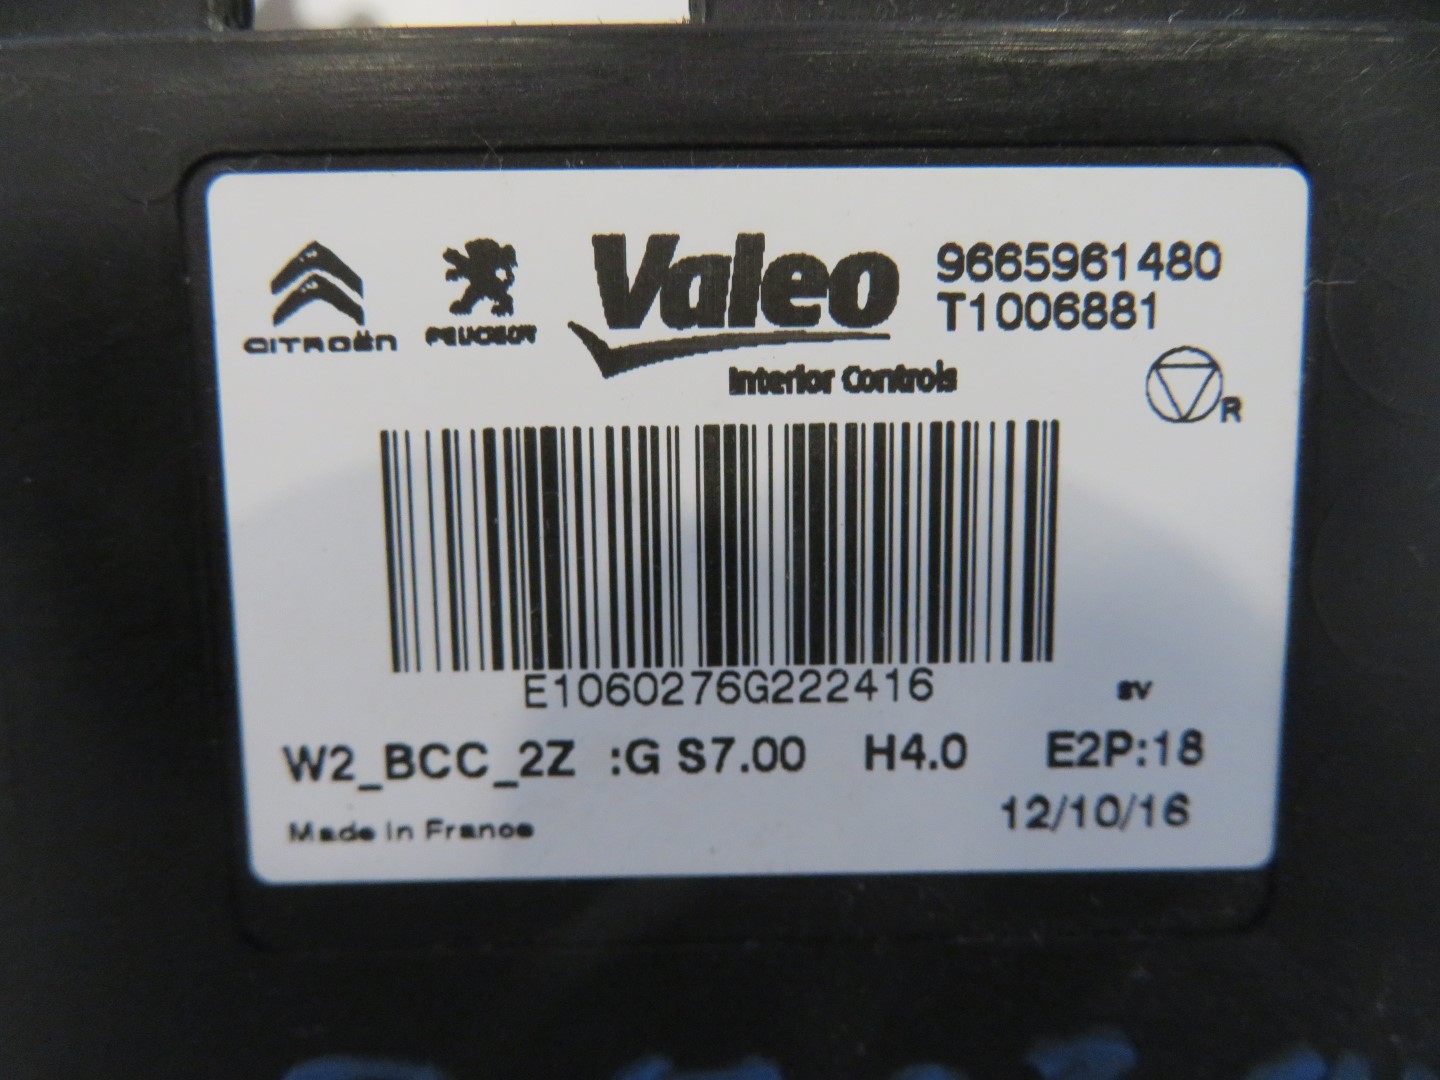 CITROËN PEUGEOT Valeo 9665961480
T1006881
Interior Controls
R
E1060276G222416
sv
W2_BCC_2Z :G S7.00 H4.0 E2P:18
Made in France 12/10/16